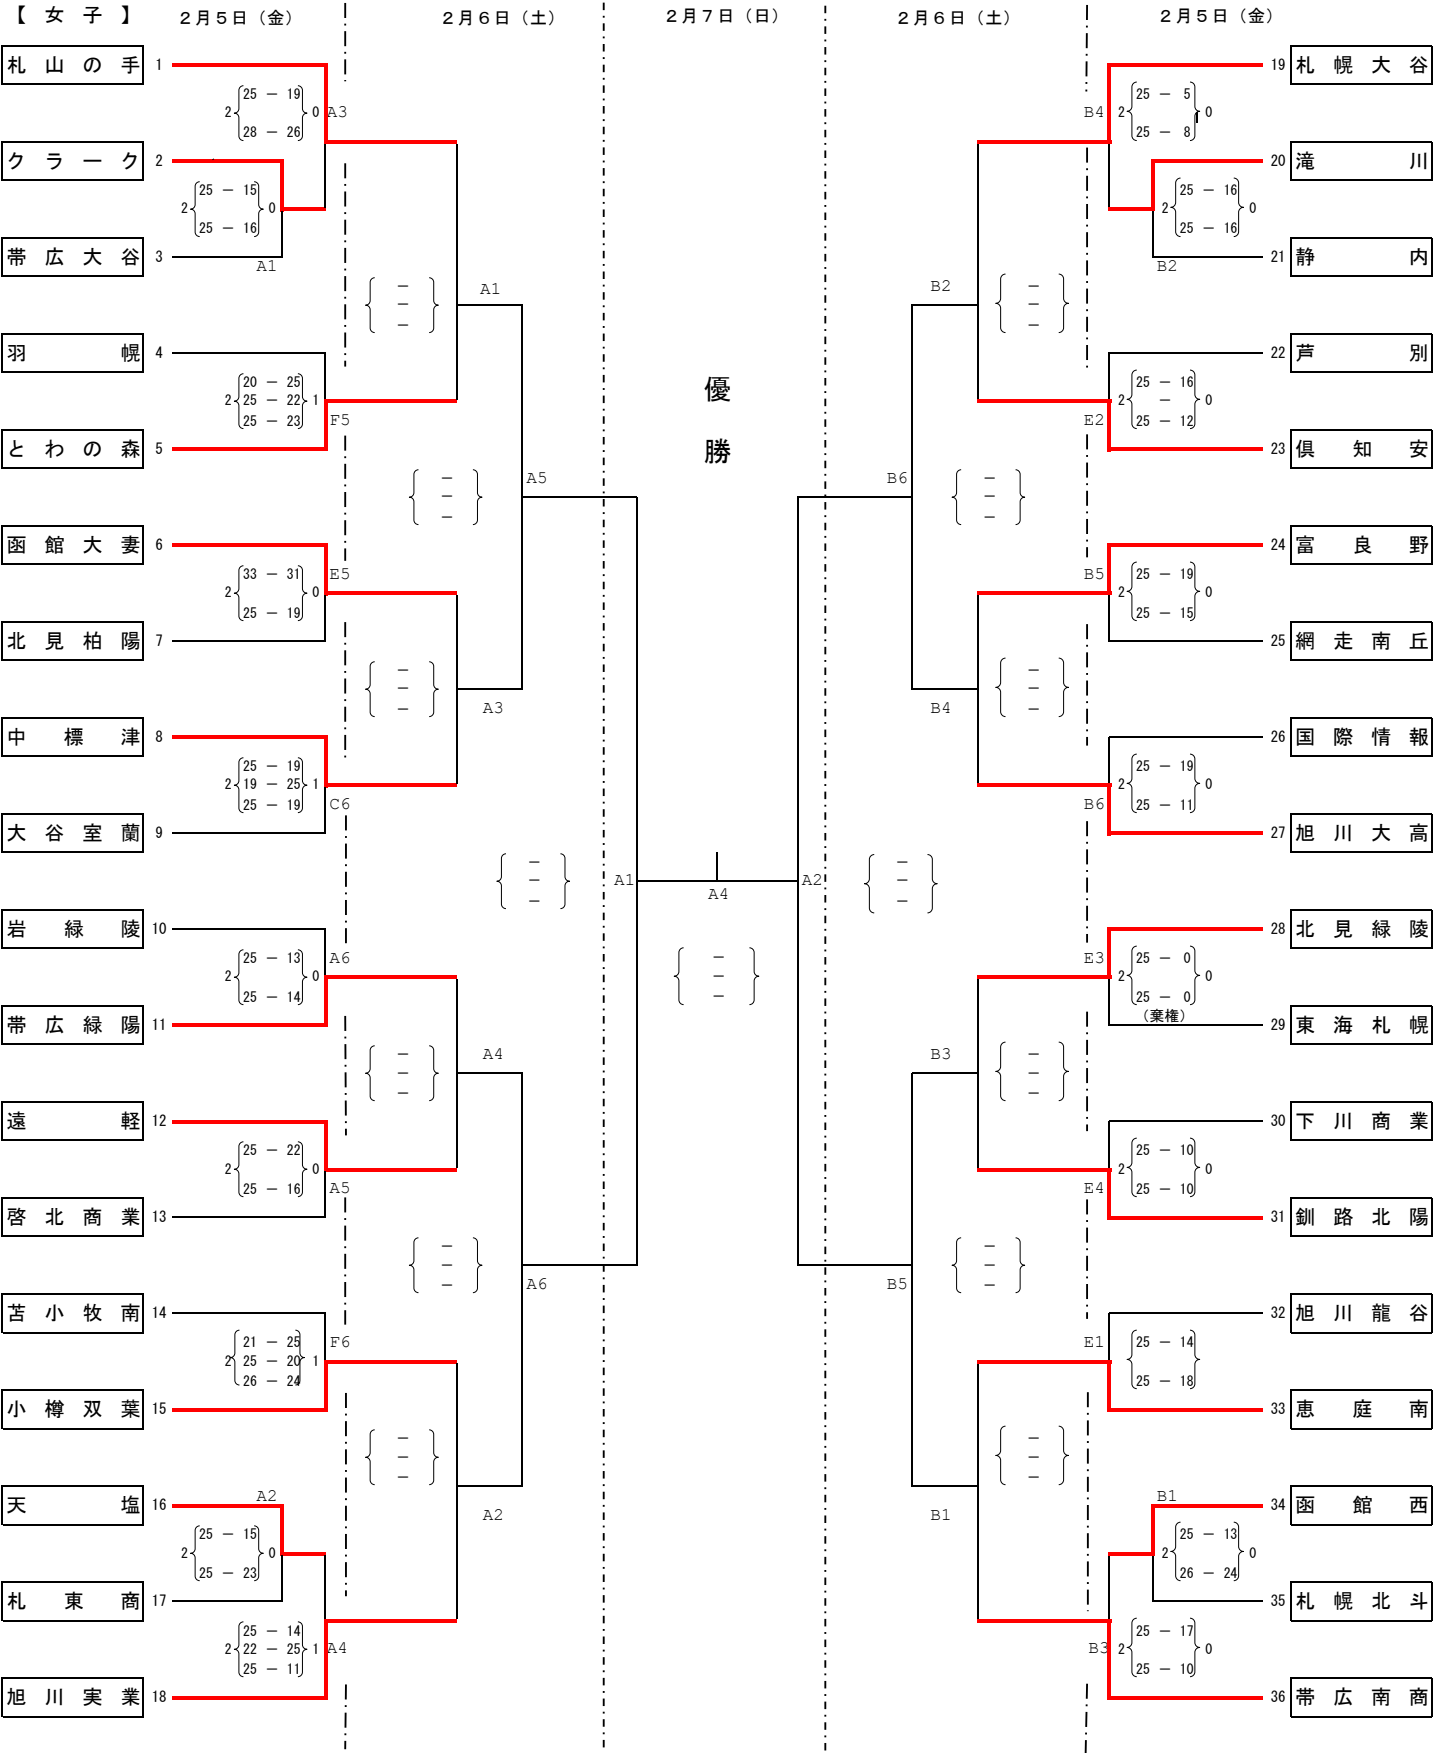 【 女 子 】 ２月５日（金） ２月６日（土） ２月７日（日） ２月６日（土） ２月５日（金）
札山の手 1
2 25 － 19 0 A3
28 － 26
クラーク 2
2 25 － 15 0
25 － 16
帯広大谷 3
A1
羽幌 4
2 20 － 25 1
25 － 22
25 － 23
F5
とわの森 5
函館大妻 6
2 33 － 31 0 E5
25 － 19
北見柏陽 7
中標津 8
2 25 － 19 1
19 － 25
25 － 19
C6
大谷室蘭 9
岩緑陵 10
2 25 － 13 0 A6
25 － 14
帯広緑陽 11
遠軽 12
2 25 － 22 0
25 － 16
A5
啓北商業 13
苫小牧南 14
2 21 － 25 1 F6
25 － 20
26 － 24
小樽双葉 15
天塩 16
A2
2 25 － 15 0
25 － 23
札東商 17
2 25 － 14 1 A4
22 － 25
25 － 11
旭川実業 18
A1
－
－
－
A5
－
－
－
－
－
－
A3
－
－
－
A1
A4
－
－
－
－
－
－
A6
－
－
－
A2
優
勝
A4
－
－
－
B2
－
－
－
B6
－
－
－
－
－
－
B4
A2
－
－
－
B3
－
－
－
B5
－
－
－
－
－
－
B1
19 札幌大谷
B4 2 25 － 5 0
25 － 8
20 滝川
2 25 － 16 0
25 － 16
21 静内
B2
22 芦別
2 25 － 16 0
－
25 － 12
E2
23 倶知安
24 富良野
B5 2 25 － 19 0
25 － 15
25 網走南丘
26 国際情報
2 25 － 19 0
25 － 11
B6
27 旭川大高
28 北見緑陵
E3 2 25 － 0 0
25 － 0
（棄権）
29 東海札幌
30 下川商業
2 25 － 10 0
25 － 10
E4
31 釧路北陽
32 旭川龍谷
E1 25 － 14
25 － 18
33 恵庭南
B1
34 函館西
2 25 － 13 0
26 － 24
35 札幌北斗
B3 2 25 － 17 0
25 － 10
36 帯広南商